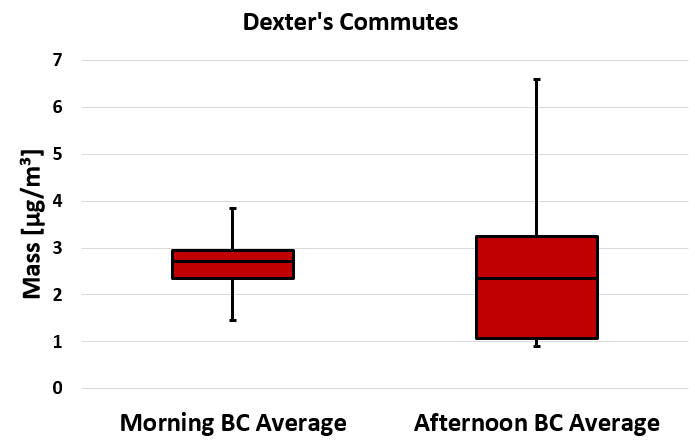 Dexter's Commutes
Mass [µg/m³]
7
6
5
4
3
2
1
0
Morning BC Average
Afternoon BC Average